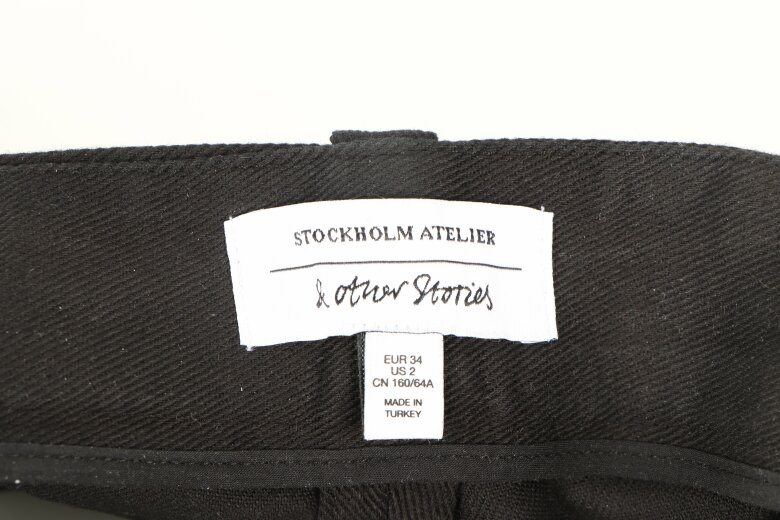 STOCKHOLM ATELIER
& other Stories
EUR 34
US 2
CN 160/64A
MADE IN
TURKEY